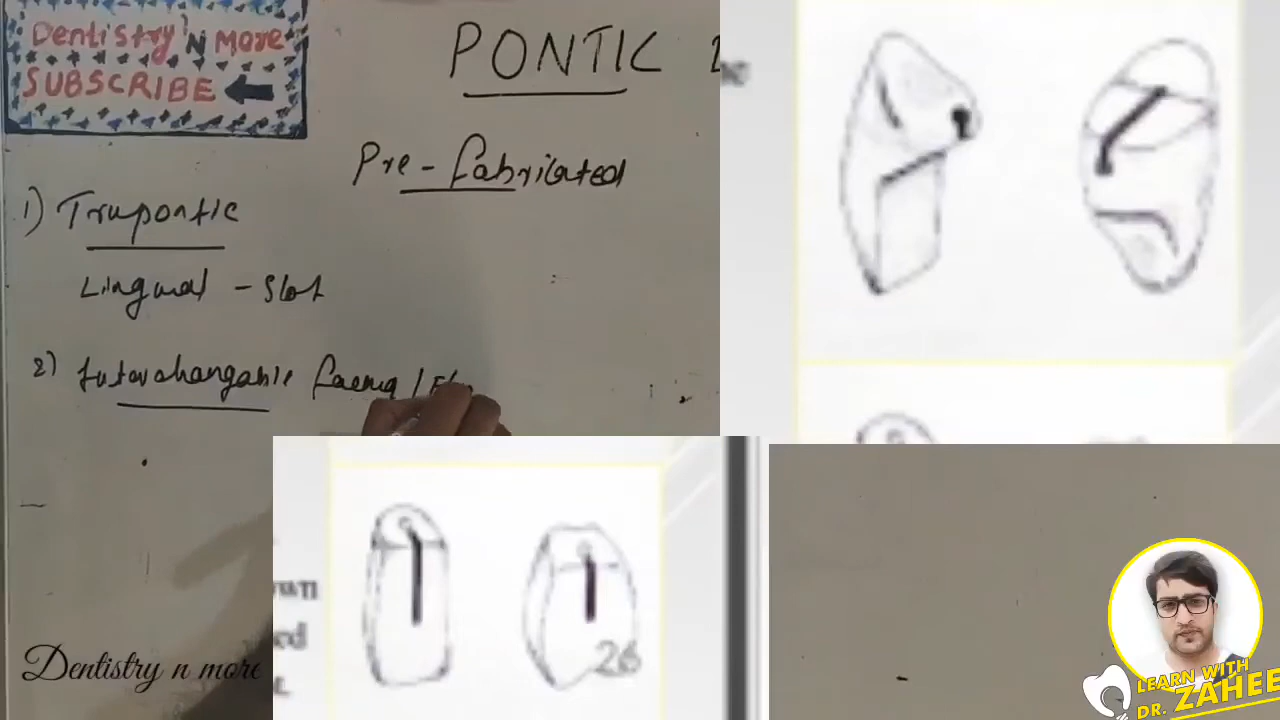 Dentistry'N More
SUBSCRIBE
PONTIC
Pre-fabricated
1) Trupontic
Lingual - Slot
2) Interchangable facing /
26
Dentistry n more
LEARN WITH
DR. ZAHEE